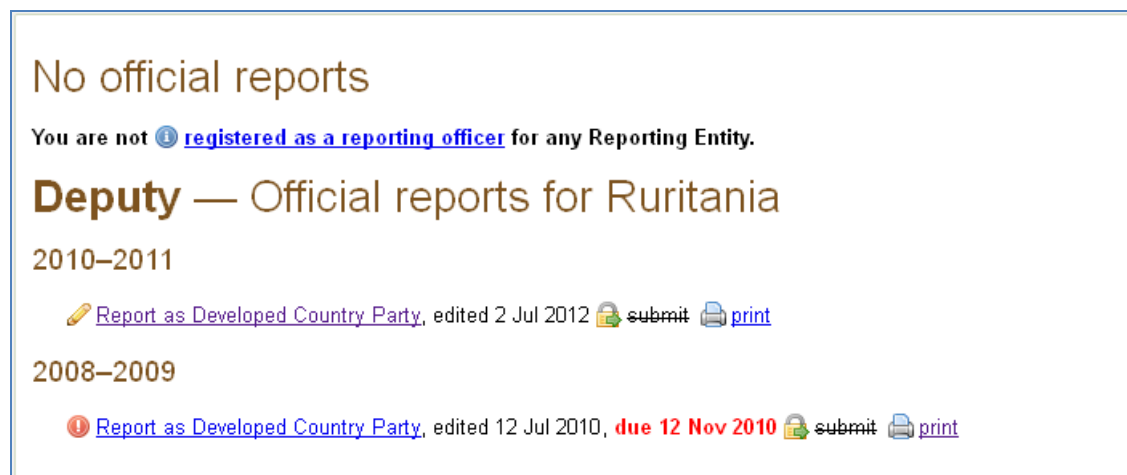 No official reports
You are not registered as a reporting officer for any Reporting Entity.
Deputy — Official reports for Ruritania
2010–2011
Report as Developed Country Party, edited 2 Jul 2012 submit print
2008–2009
Report as Developed Country Party, edited 12 Jul 2010, due 12 Nov 2010 submit print